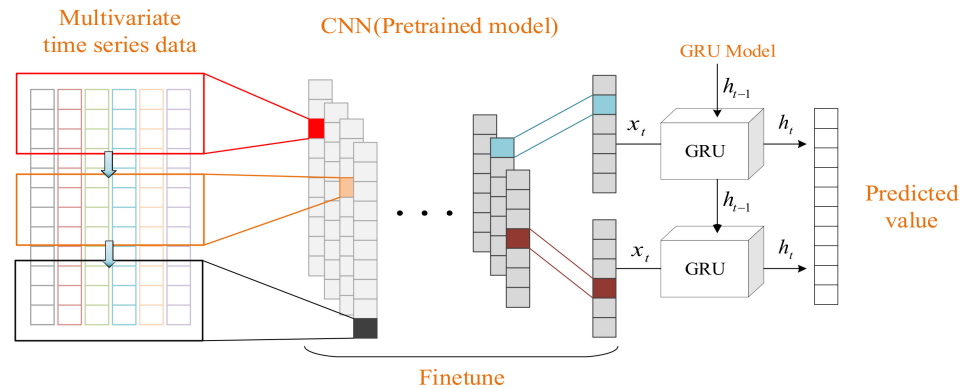 Multivariate
time series data
CNN(Pretrained model)
GRU Model
h_{t-1}
x_t
GRU
h_t
h_{t-1}
x_t
GRU
h_t
Predicted
value
Finetune